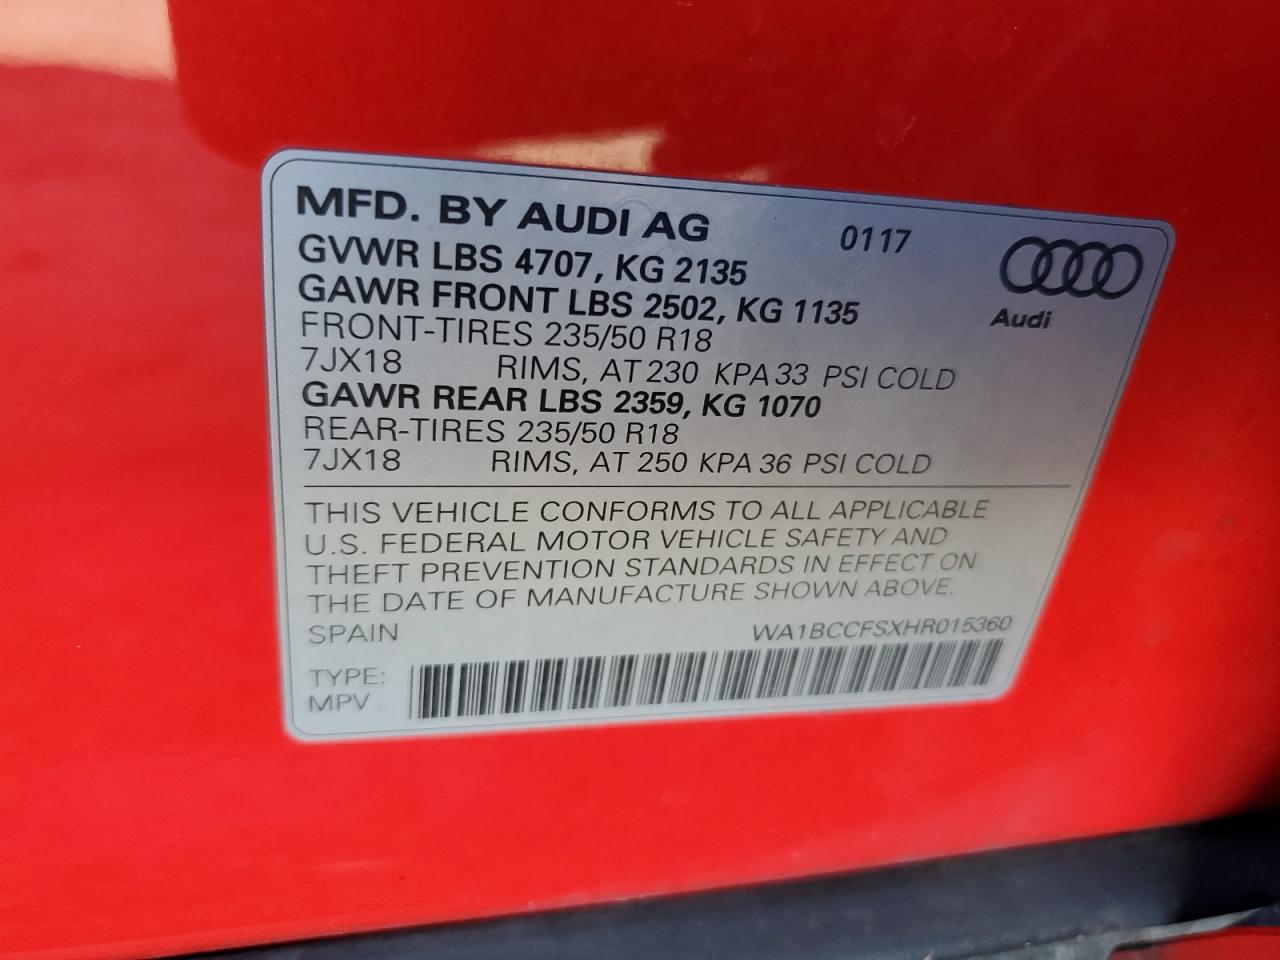 MFD. BY AUDI AG 0117
GVWR LBS 4707, KG 2135
GAWR FRONT LBS 2502, KG 1135
Audi
FRONT-TIRES 235/50 R18
7JX18 RIMS, AT 230 KPA 33 PSI COLD
GAWR REAR LBS 2359, KG 1070
REAR-TIRES 235/50 R18
7JX18 RIMS, AT 250 KPA 36 PSI COLD
THIS VEHICLE CONFORMS TO ALL APPLICABLE
U.S. FEDERAL MOTOR VEHICLE SAFETY AND
THEFT PREVENTION STANDARDS IN EFFECT ON
THE DATE OF MANUFACTURE SHOWN ABOVE.
SPAIN WA1BCCFSXHR015360
TYPE:
MPV